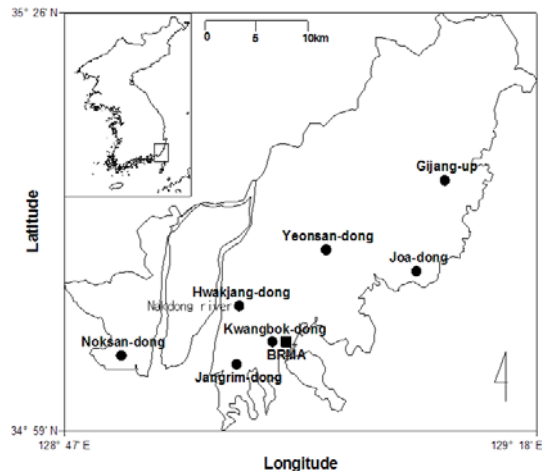 35° 26' N
0 5 10km
Gijang-up
Yeonsan-dong
Joa-dong
Latitude
Hwakjang-dong
Nakdong river
Kwangbok-dong
Noksan-dong
BRMA
Jangrim-dong
34° 59' N
128° 47' E
129° 18' E
Longitude